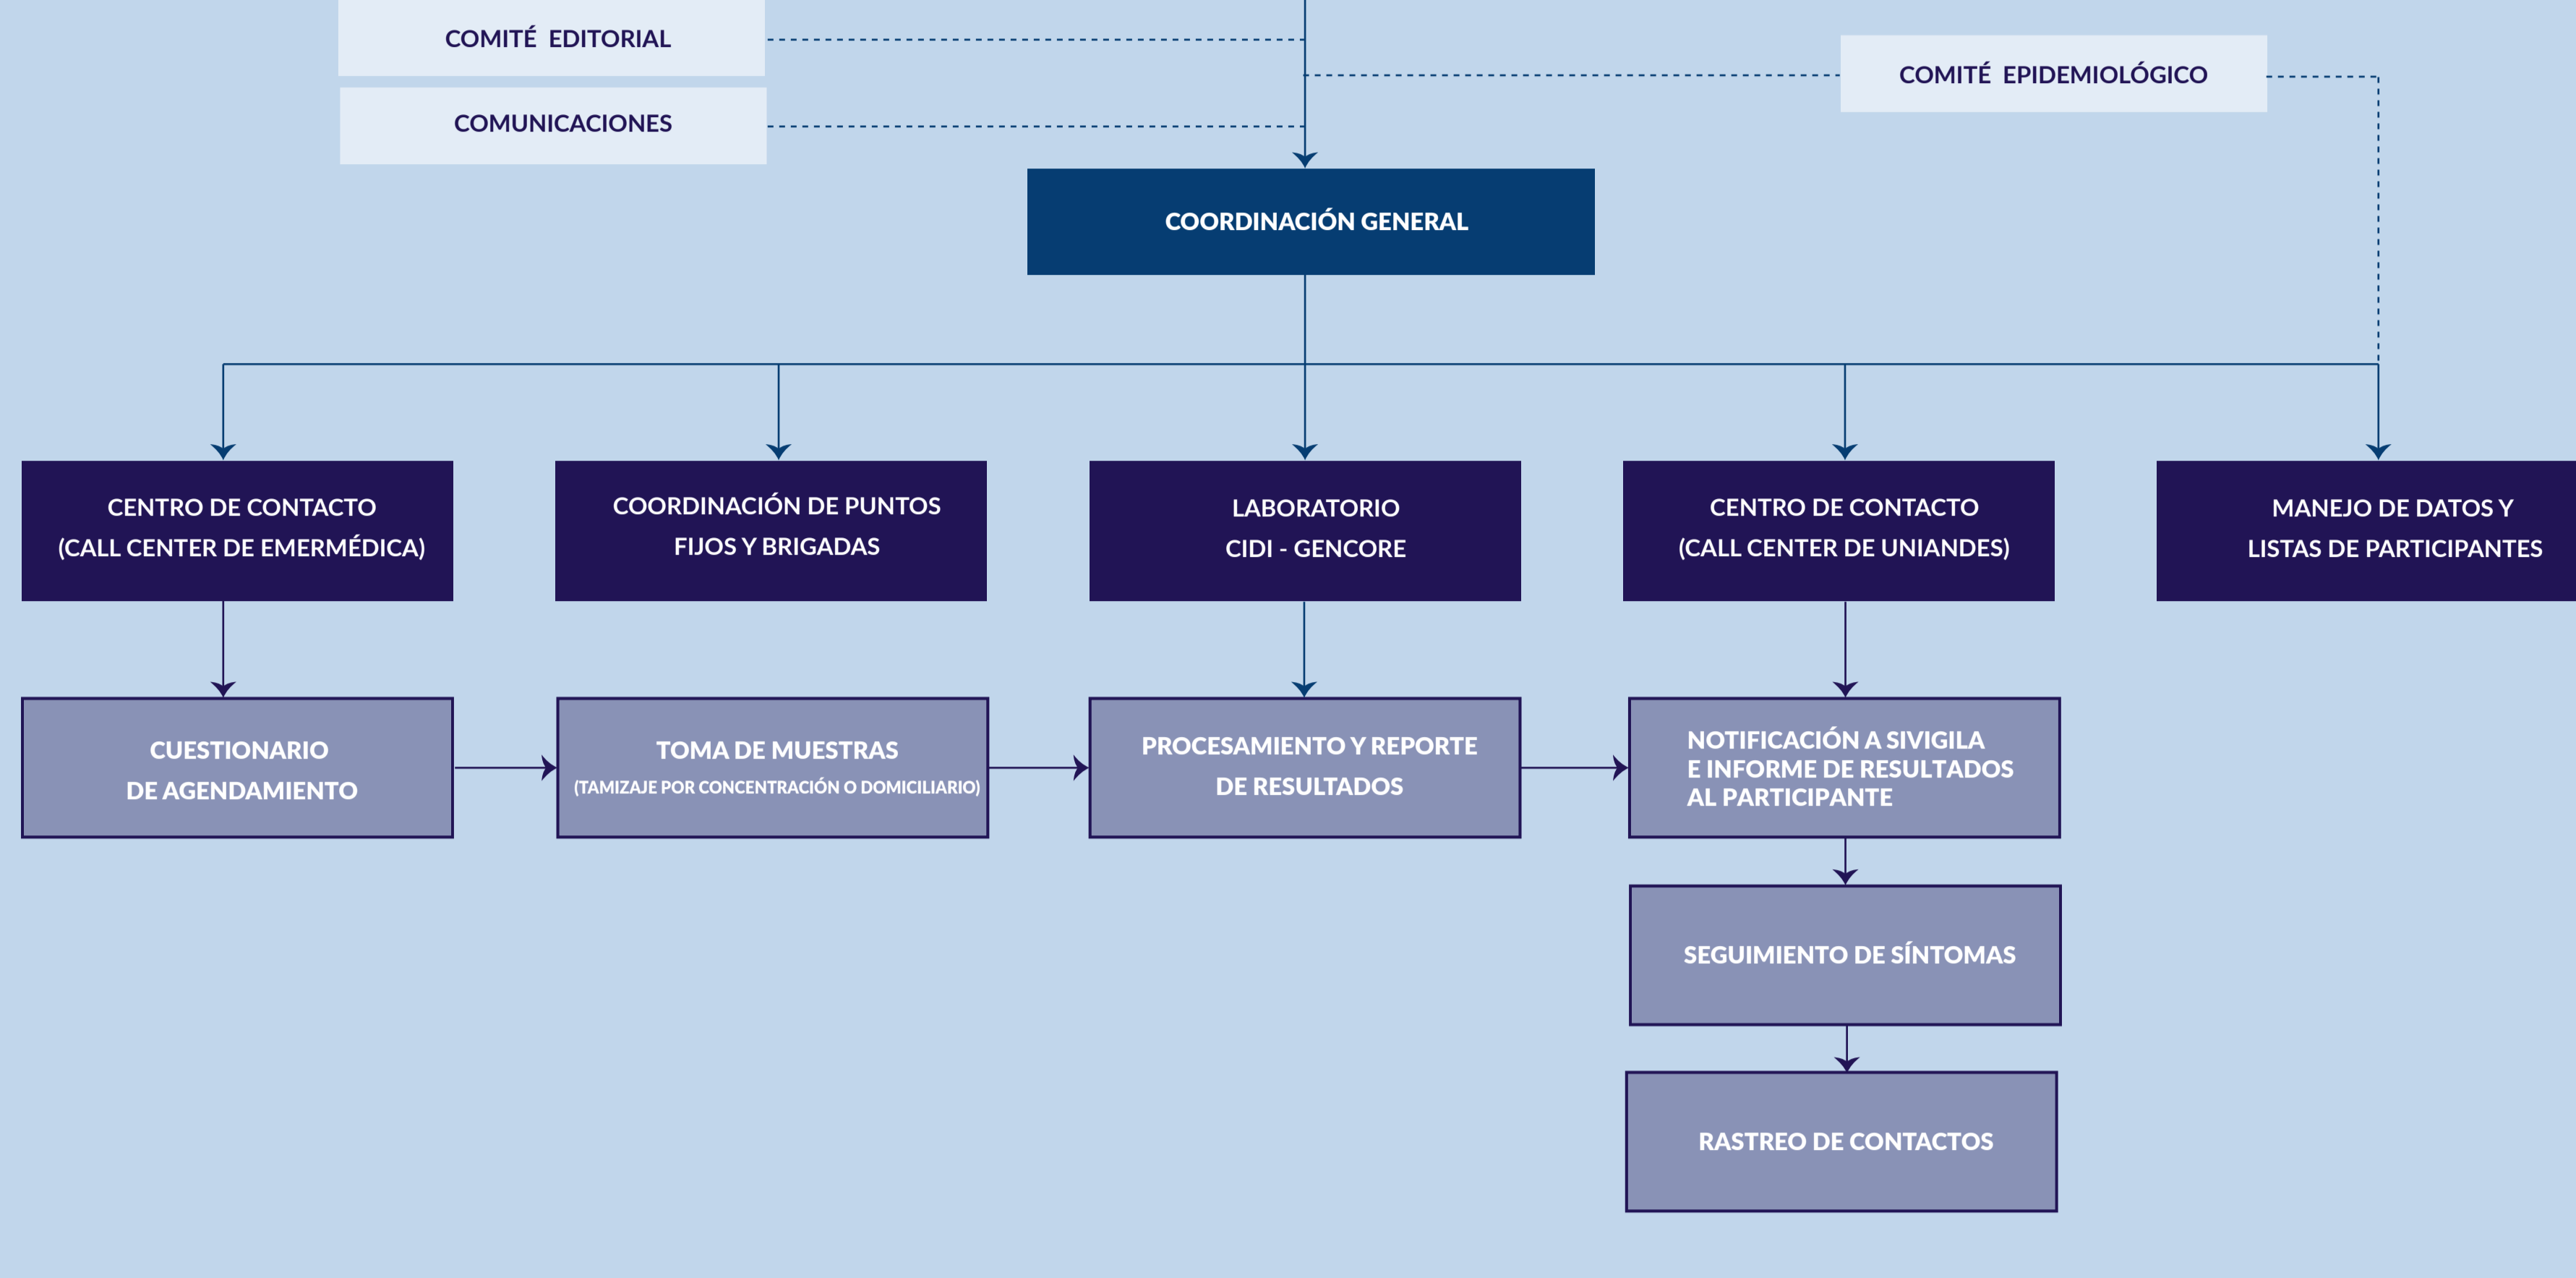 COMITÉ EDITORIAL
COMITÉ EPIDEMIOLÓGICO
COMUNICACIONES
COORDINACIÓN GENERAL
CENTRO DE CONTACTO
(CALL CENTER DE EMERMÉDICA)
COORDINACIÓN DE PUNTOS
FIJOS Y BRIGADAS
LABORATORIO
CIDI - GENCORE
CENTRO DE CONTACTO
(CALL CENTER DE UNIANDES)
MANEJO DE DATOS Y
LISTAS DE PARTICIPANTES
CUESTIONARIO
DE AGENDAMIENTO
TOMA DE MUESTRAS
(TAMIZAJE POR CONCENTRACIÓN O DOMICILIARIO)
PROCESAMIENTO Y REPORTE
DE RESULTADOS
NOTIFICACIÓN A SIVIGILA
E INFORME DE RESULTADOS
AL PARTICIPANTE
SEGUIMIENTO DE SÍNTOMAS
RASTREO DE CONTACTOS